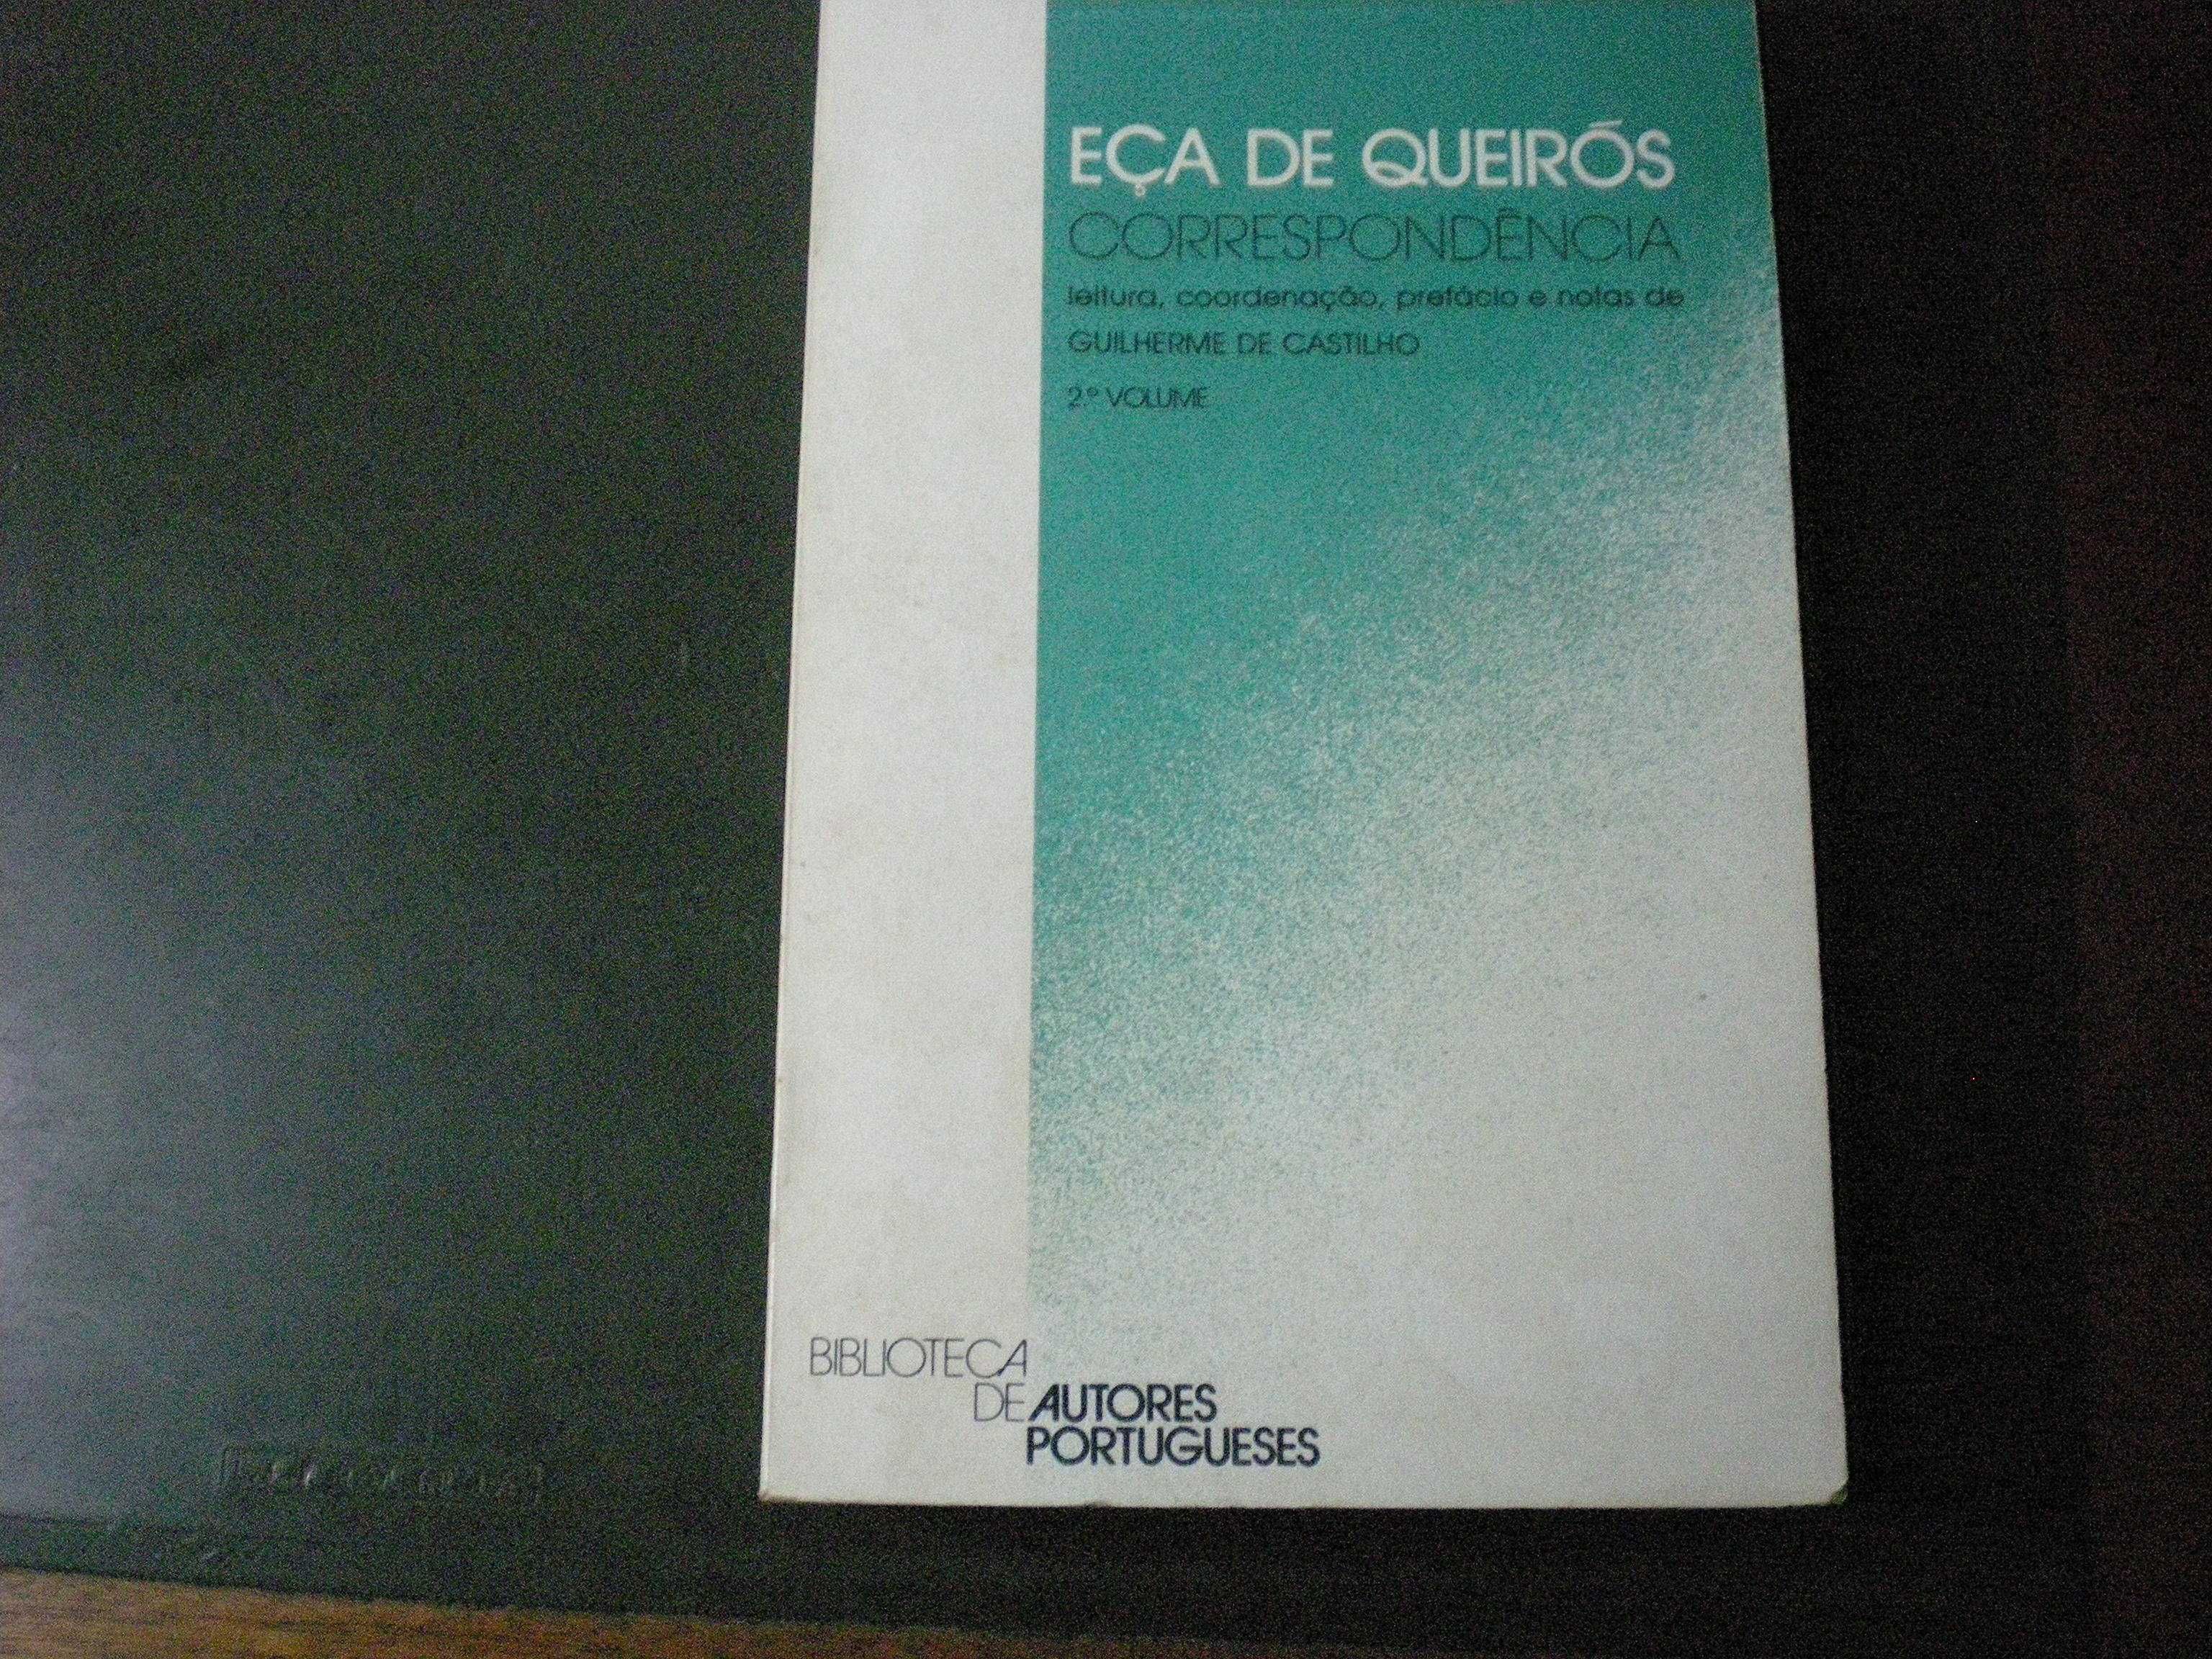 EÇA DE QUEIRÓS
CORRESPONDÊNCIA
leitura, coordenação, prefácio e notas de
GUILHERME DE CASTILHO
2.º VOLUME
BIBLIOTECA
DE AUTORES
PORTUGUESES